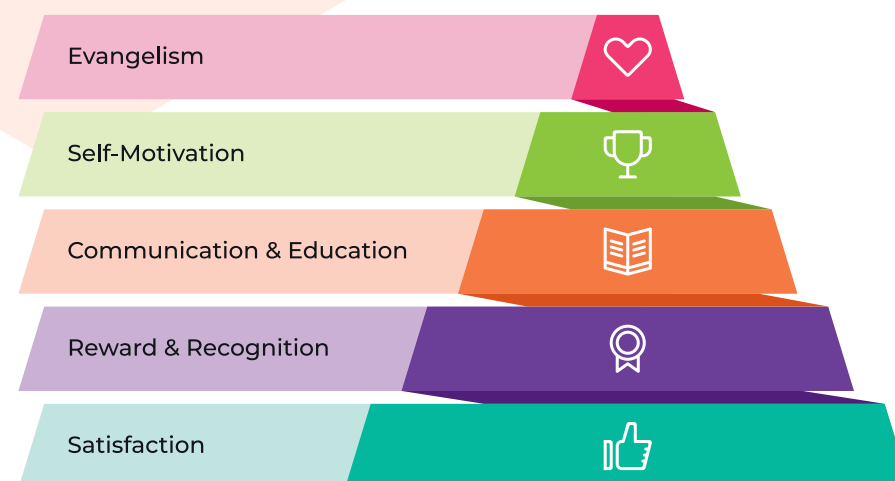 Evangelism
Self-Motivation
Communication & Education
Reward & Recognition
Satisfaction